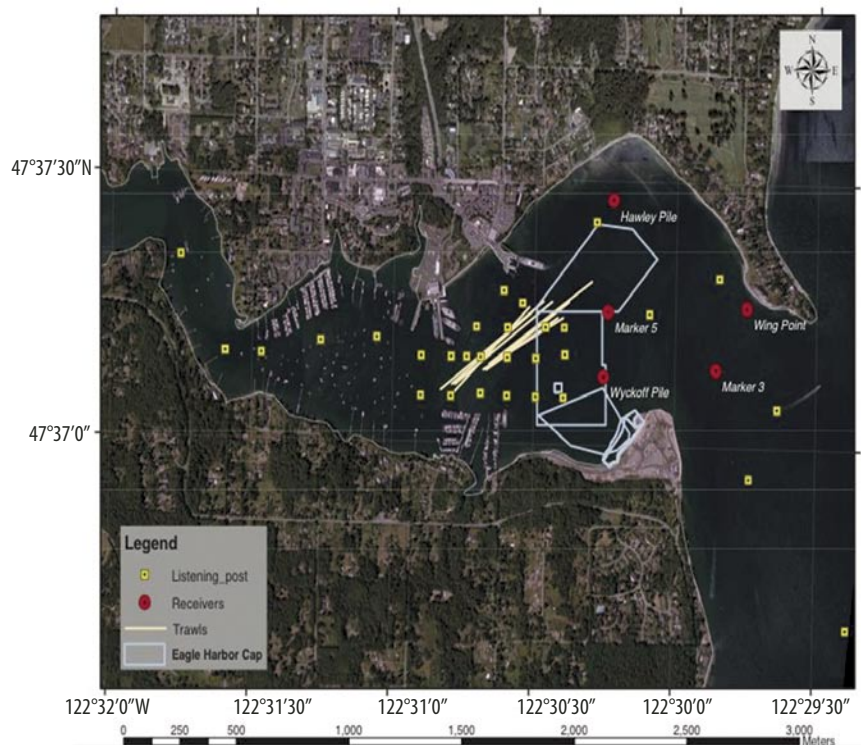 N
W E
S
47°37'30"N
Hawley Pile
Marker 5
Wing Point
Wyckoff Pile
Marker 3
47°37'0"
Legend
Listening_post
Receivers
Trawls
Eagle Harbor Cap
122°32'0"W 122°31'30" 122°31'0" 122°30'30" 122°30'0" 122°29'30"
0 250 500 1,000 1,500 2,000 2,500 3,000
Meters